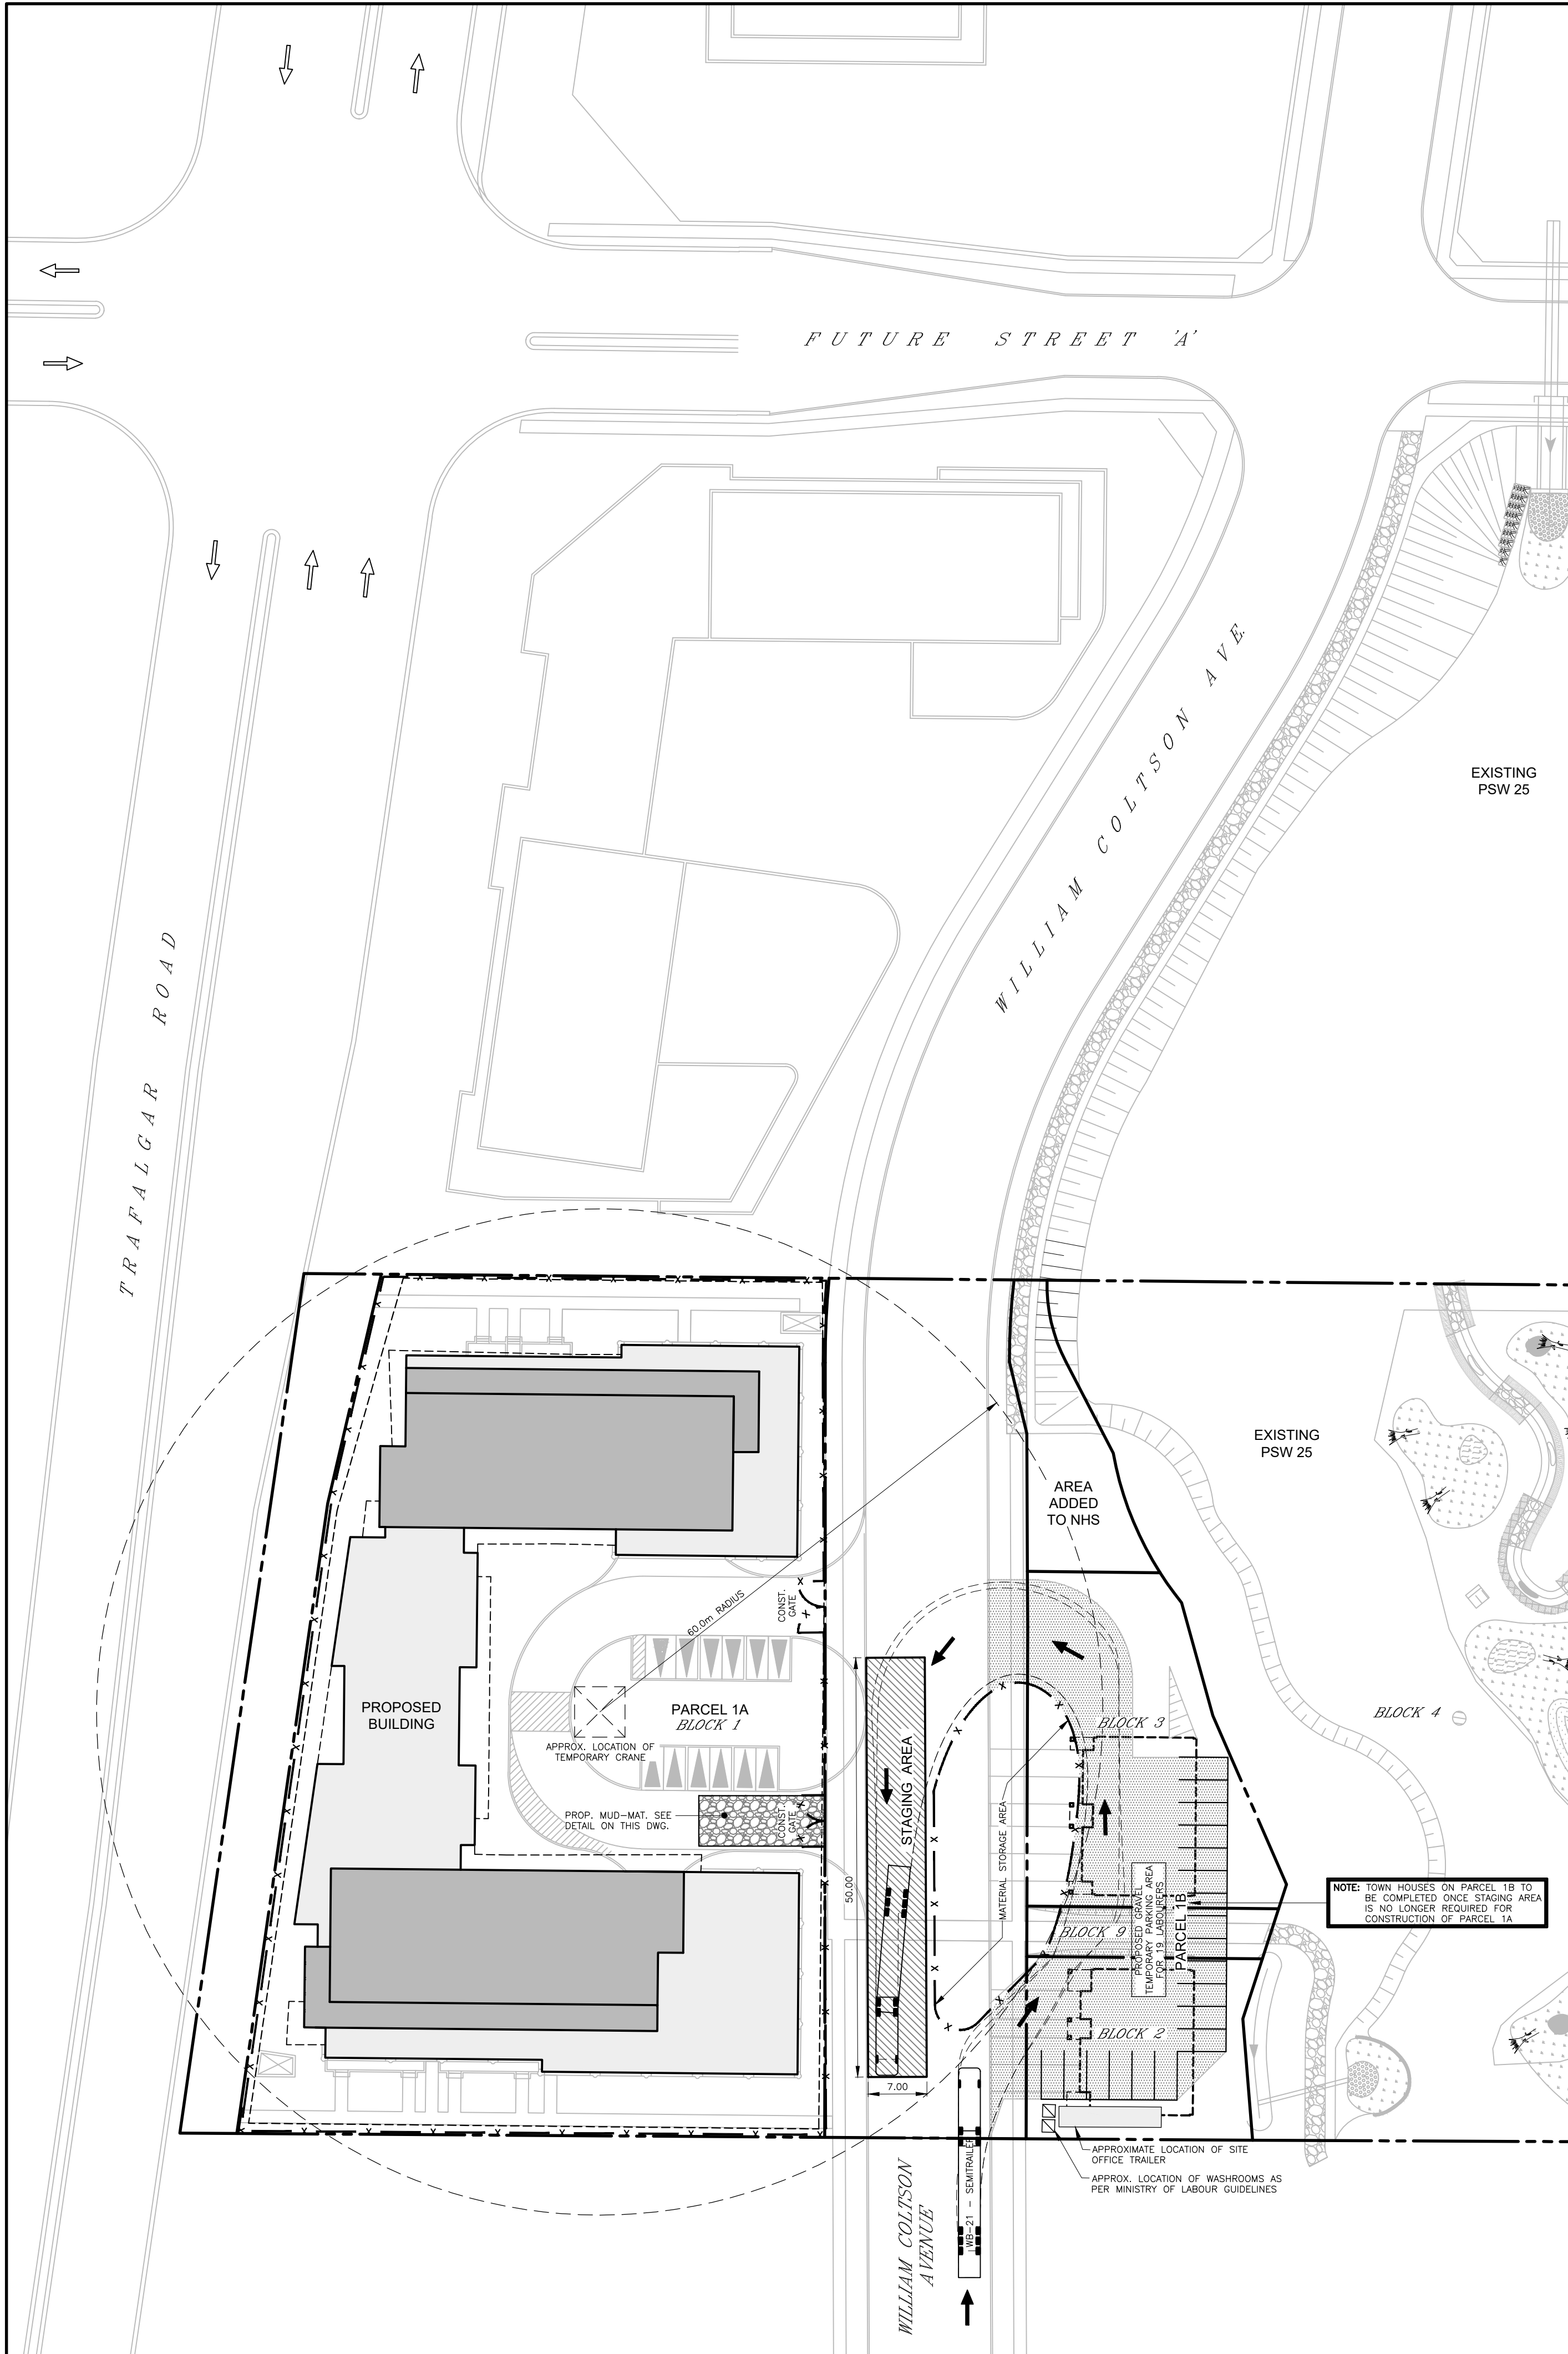 FUTURE STREET 'A'
WILLIAM COLTSON AVE.
EXISTING
PSW 25
TRAFALGAR ROAD
EXISTING
PSW 25
AREA
ADDED
TO NHS
CONST.
GATE
60.0m RADIUS
PROPOSED
BUILDING
PARCEL 1A
BLOCK 1
APPROX. LOCATION OF
TEMPORARY CRANE
BLOCK 3
BLOCK 4
STAGING AREA
MATERIAL STORAGE AREA
PROP. MUD-MAT. SEE
DETAIL ON THIS DWG.
CONST.
GATE
50.00
7.00
PROPOSED GRAVEL
TEMPORARY PARKING AREA
FOR 19 LABOURERS
PARCEL 1B
BLOCK 9
BLOCK 2
NOTE: TOWN HOUSES ON PARCEL 1B TO
BE COMPLETED ONCE STAGING AREA
IS NO LONGER REQUIRED FOR
CONSTRUCTION OF PARCEL 1A
APPROXIMATE LOCATION OF SITE
OFFICE TRAILER
APPROX. LOCATION OF WASHROOMS AS
PER MINISTRY OF LABOUR GUIDELINES
WB-21 - SEMITRAILER
WILLIAM COLTSON
AVENUE